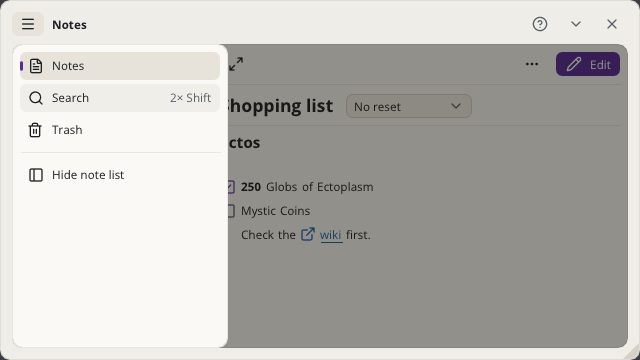 Notes
Notes
Search 2× Shift
Trash
Hide note list
Edit
Shopping list No reset
ctos
250 Globs of Ectoplasm
Mystic Coins
Check the wiki first.